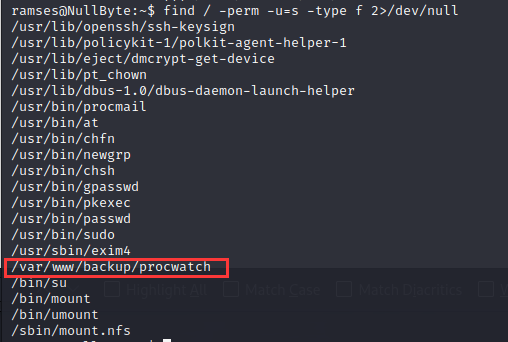 ramses@NullByte:~$ find / -perm -u=s -type f 2>/dev/null
/usr/lib/openssh/ssh-keysign
/usr/lib/policykit-1/polkit-agent-helper-1
/usr/lib/eject/dmcrypt-get-device
/usr/lib/pt_chown
/usr/lib/dbus-1.0/dbus-daemon-launch-helper
/usr/bin/procmail
/usr/bin/at
/usr/bin/chfn
/usr/bin/newgrp
/usr/bin/chsh
/usr/bin/gpasswd
/usr/bin/pkexec
/usr/bin/passwd
/usr/bin/sudo
/usr/sbin/exim4
/var/www/backup/procwatch
/bin/su Highlight All Match Case Match Diacritics
/bin/mount
/bin/umount
/sbin/mount.nfs